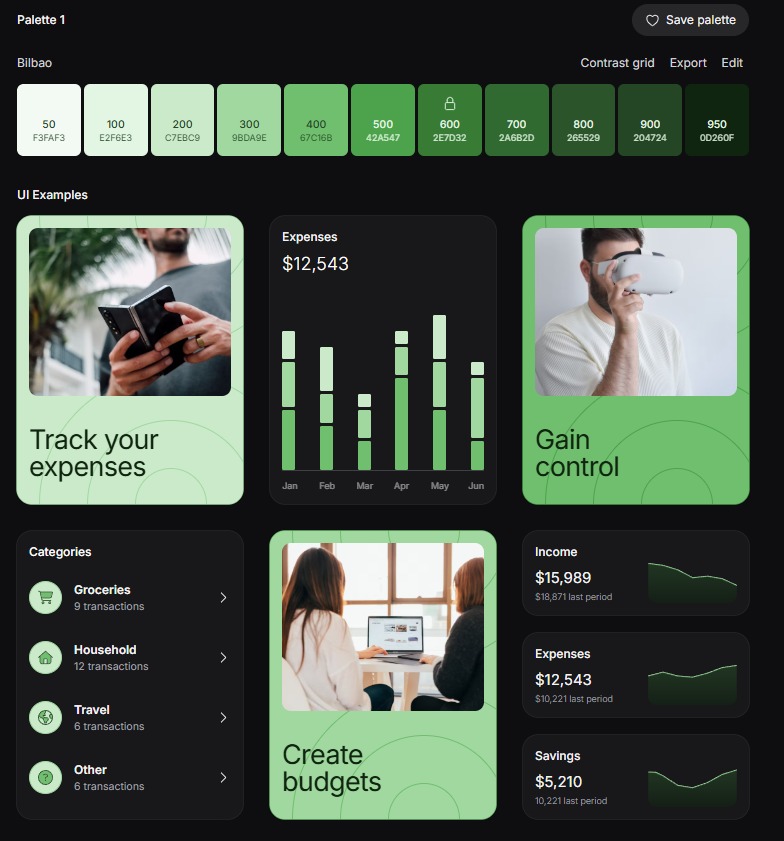 Palette 1
Save palette
Bilbao
Contrast grid Export Edit
50 100 200 300 400 500 600 700 800 900 950
F3FAF3 E2F6E3 C7EBC9 9BDA9E 67C16B 42A547 2E7D32 2A6B2D 265529 204724 0D260F
UI Examples
Track your
expenses
Expenses
$12,543
Jan Feb Mar Apr May Jun
Gain
control
Categories
Groceries
9 transactions
Household
12 transactions
Travel
6 transactions
Other
6 transactions
Create
budgets
Income
$15,989
$18,871 last period
Expenses
$12,543
$10,221 last period
Savings
$5,210
10,221 last period